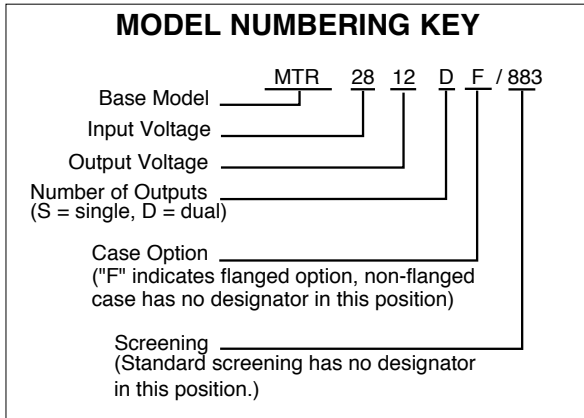 MODEL NUMBERING KEY
MTR 28 12 D F / 883
Base Model
Input Voltage
Output Voltage
Number of Outputs
(S = single, D = dual)
Case Option
("F" indicates flanged option, non-flanged
case has no designator in this position)
Screening
(Standard screening has no designator
in this position.)